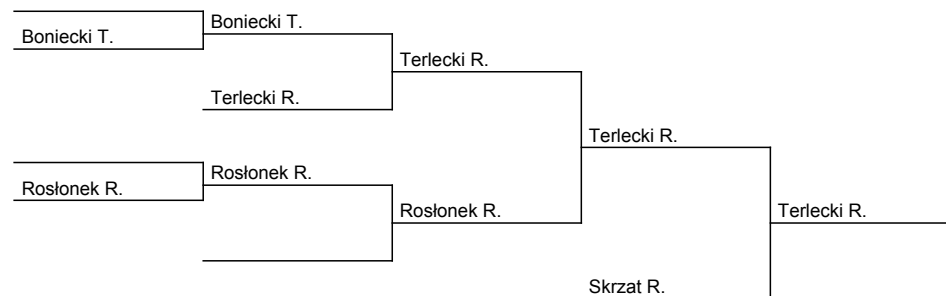 Boniecki T.
Boniecki T.
Terlecki R.
Terlecki R.
Terlecki R.
Rosłonek R.
Rosłonek R.
Rosłonek R.
Terlecki R.
Skrzat R.